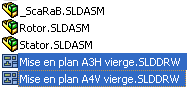 _ScaRaB.SLDASM
Rotor.SLDASM
Stator.SLDASM
Mise en plan A3H vierge.SLDDRW
Mise en plan A4V vierge.SLDDRW